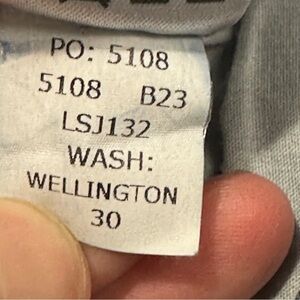 PO: 5108
5108 B23
LSJ132
WASH:
WELLINGTON
30